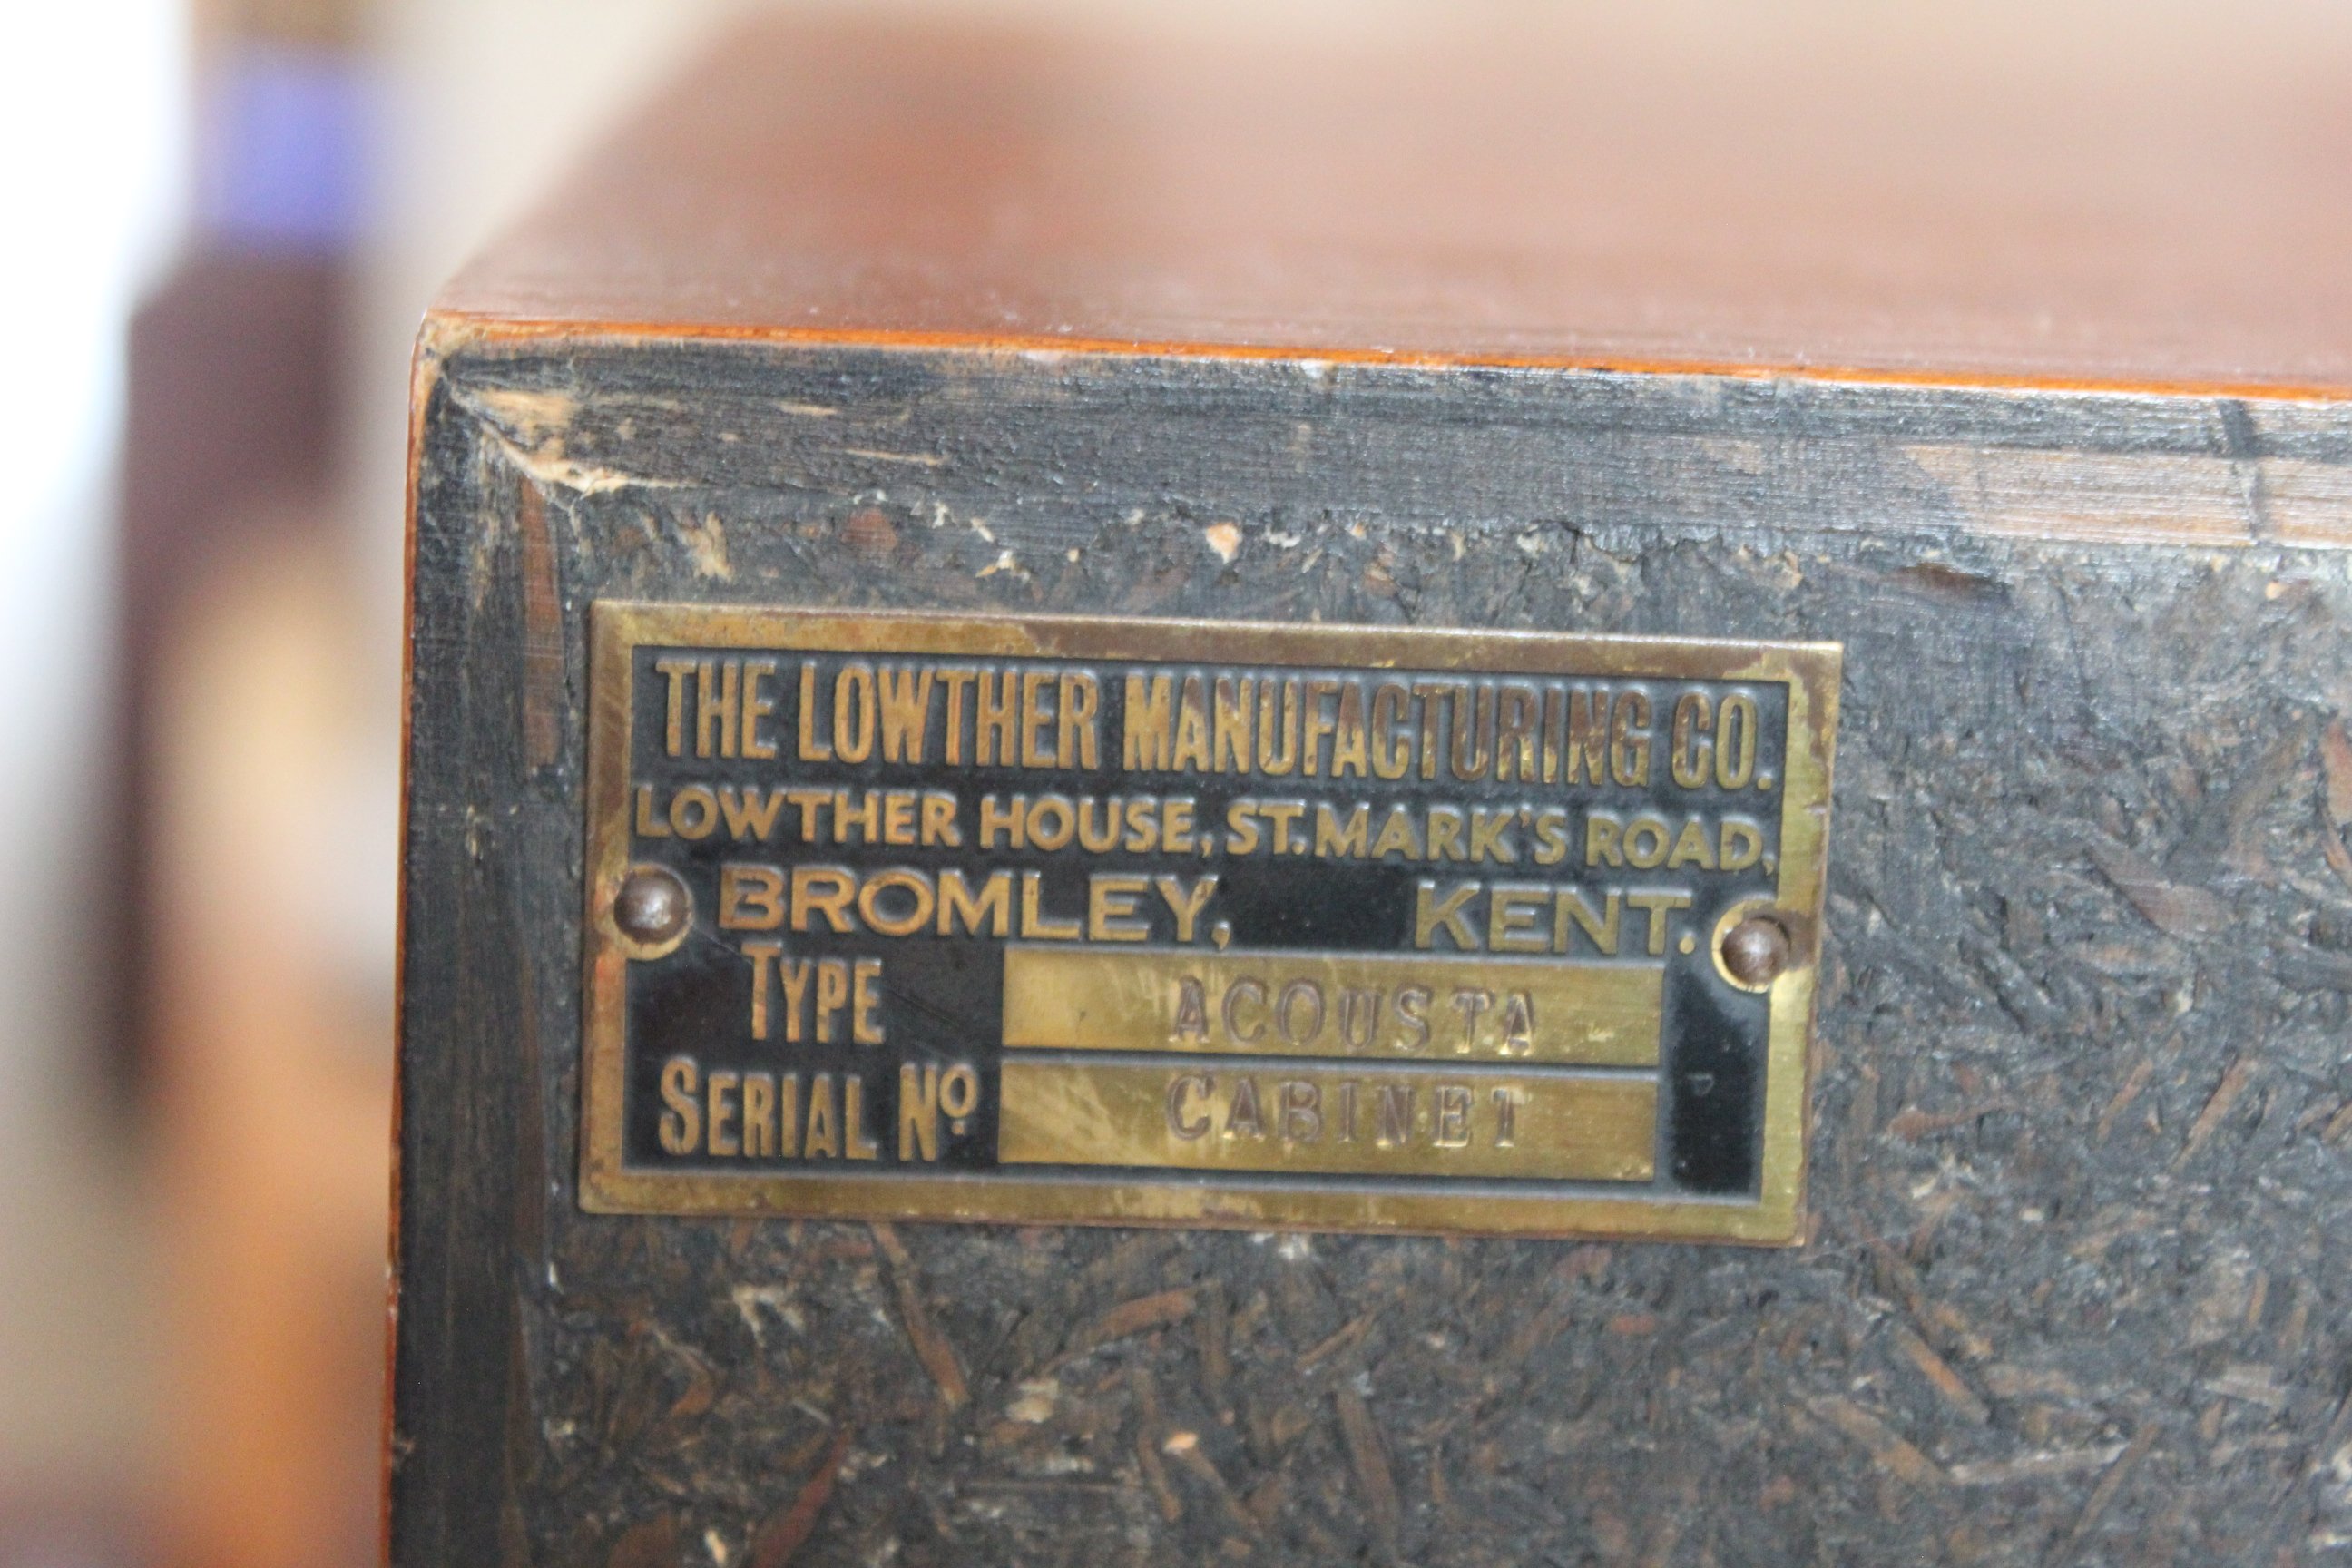 THE LOWTHER MANUFACTURING CO.
LOWTHER HOUSE, ST. MARK'S ROAD,
BROMLEY, KENT.
TYPE ACOUSTA
SERIAL Nº CABINET